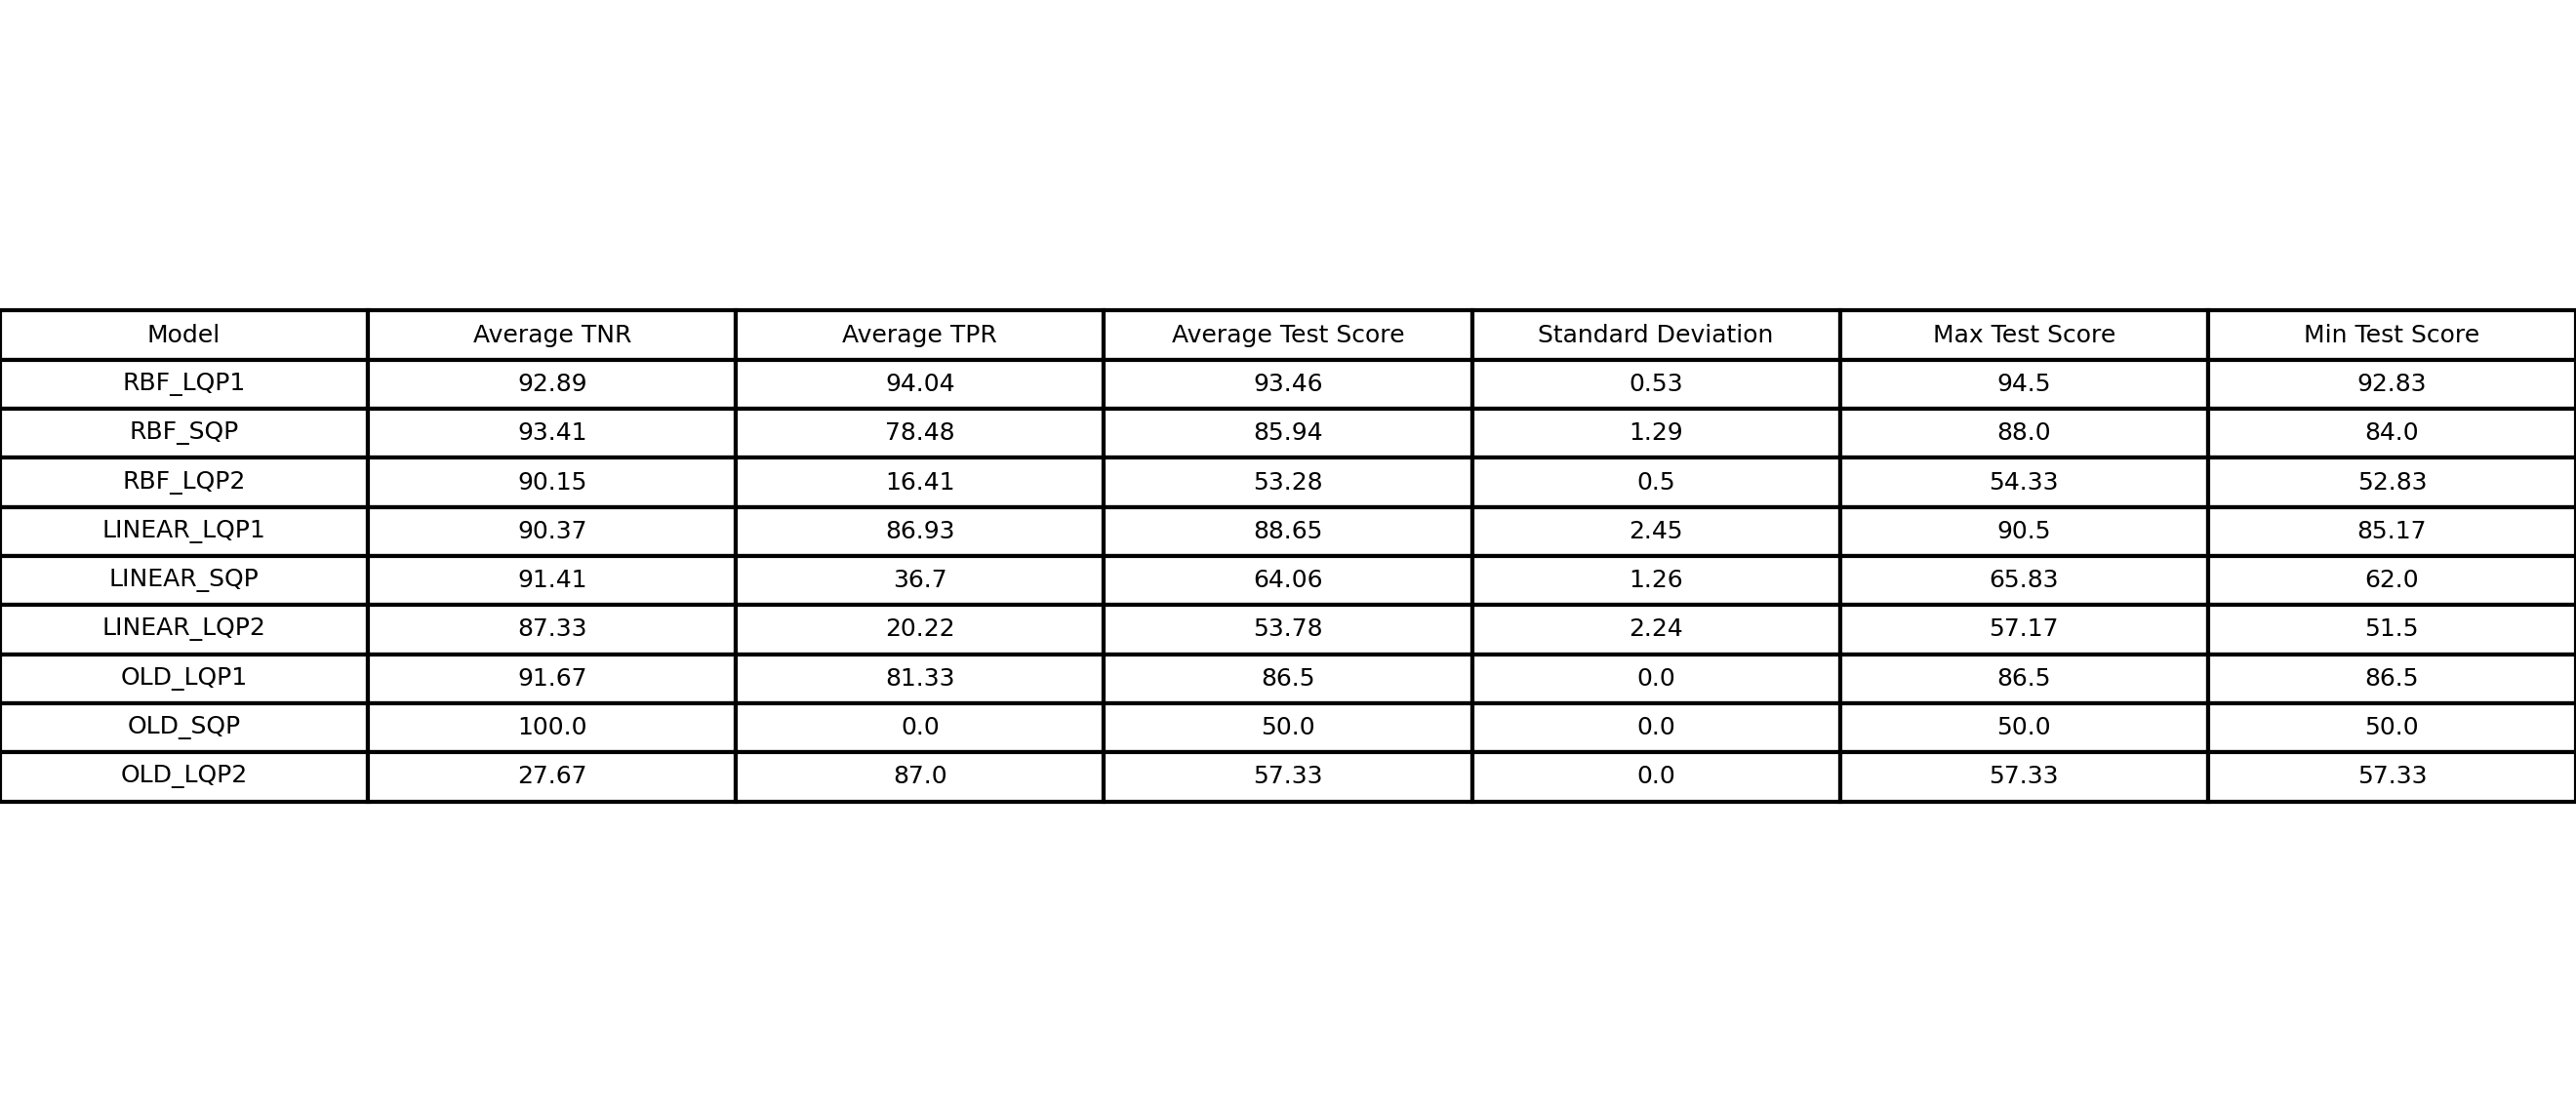 Model Average TNR Average TPR Average Test Score Standard Deviation Max Test Score Min Test Score
RBF_LQP1 92.89 94.04 93.46 0.53 94.5 92.83
RBF_SQP 93.41 78.48 85.94 1.29 88.0 84.0
RBF_LQP2 90.15 16.41 53.28 0.5 54.33 52.83
LINEAR_LQP1 90.37 86.93 88.65 2.45 90.5 85.17
LINEAR_SQP 91.41 36.7 64.06 1.26 65.83 62.0
LINEAR_LQP2 87.33 20.22 53.78 2.24 57.17 51.5
OLD_LQP1 91.67 81.33 86.5 0.0 86.5 86.5
OLD_SQP 100.0 0.0 50.0 0.0 50.0 50.0
OLD_LQP2 27.67 87.0 57.33 0.0 57.33 57.33